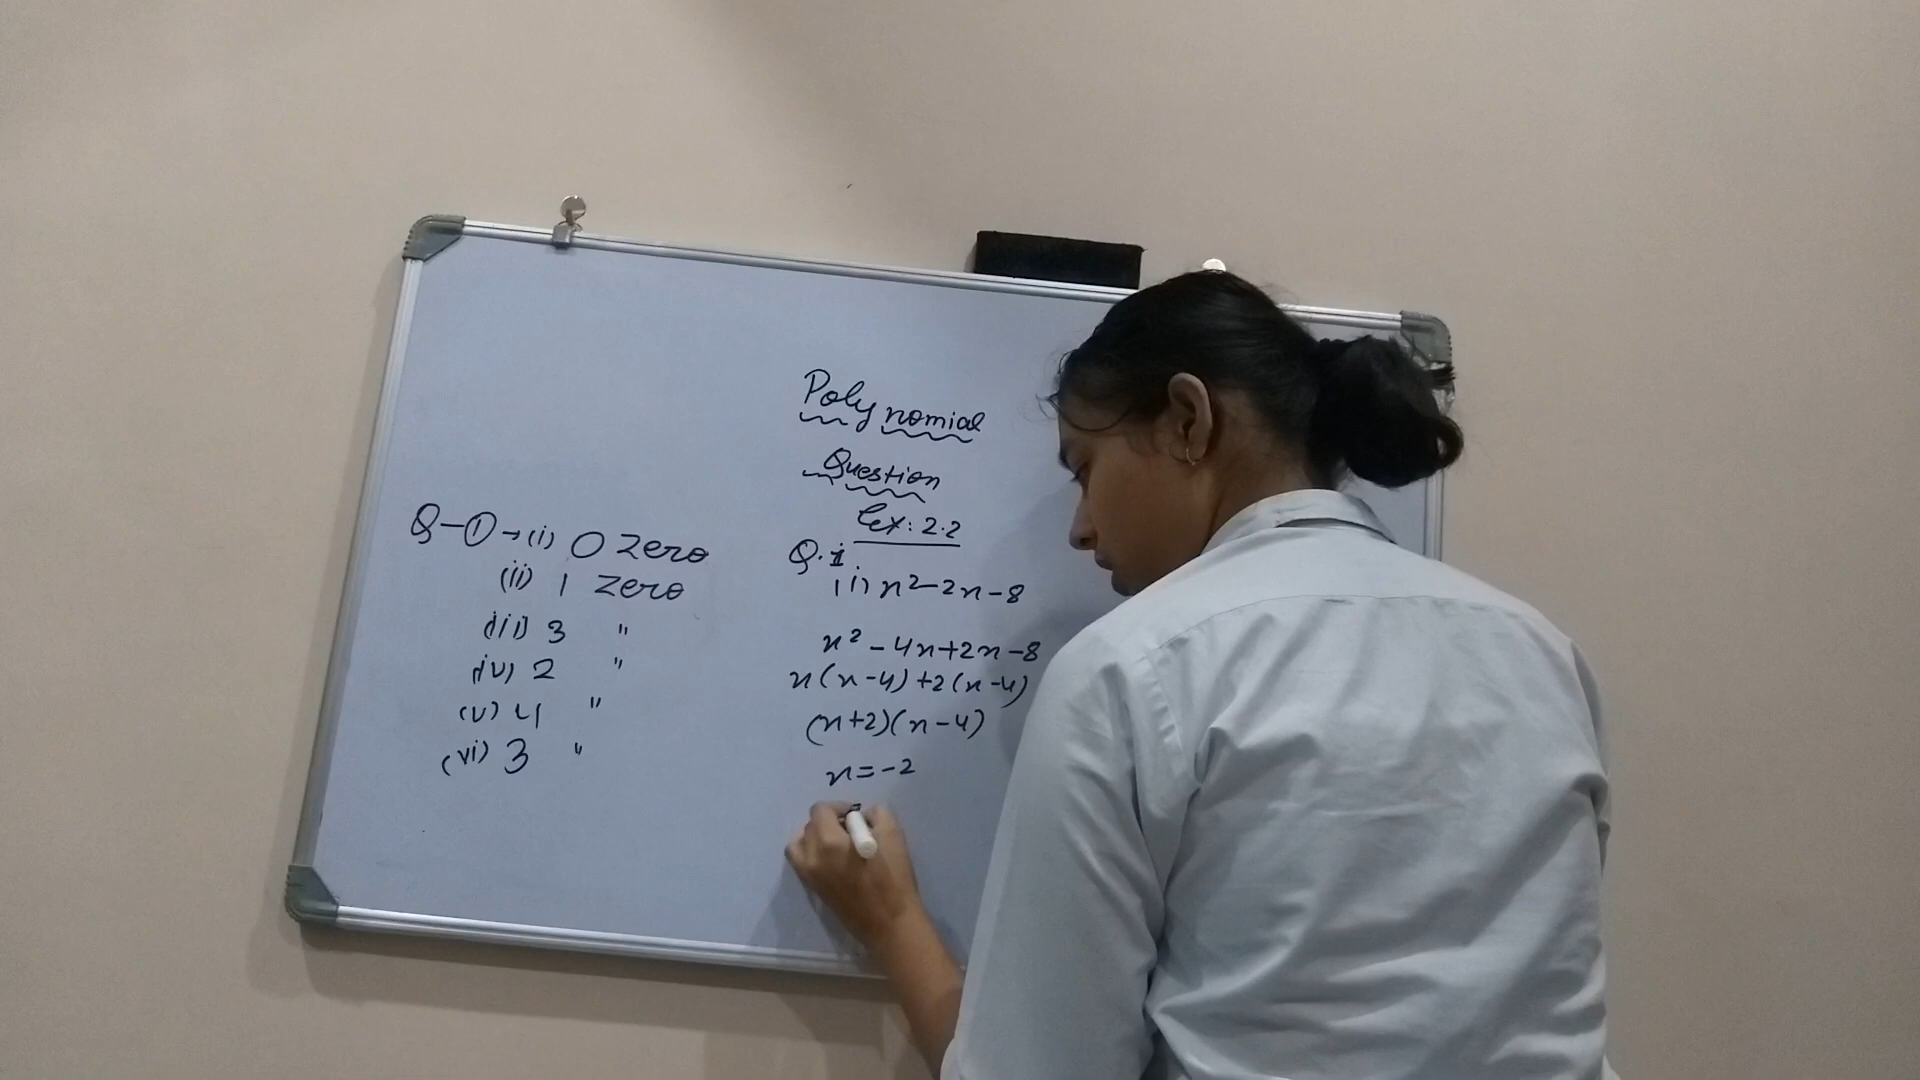 Polynomial
Question
Ex: 2.2
Q-① → (i) 0 Zero
(ii) 1 Zero
(iii) 3 "
(iv) 2 "
(v) 4 "
(vi) 3 "
Q.1
(i) x²-2x-8
x²-4x+2x-8
x(x-4)+2(x-4)
(x+2)(x-4)
x=-2